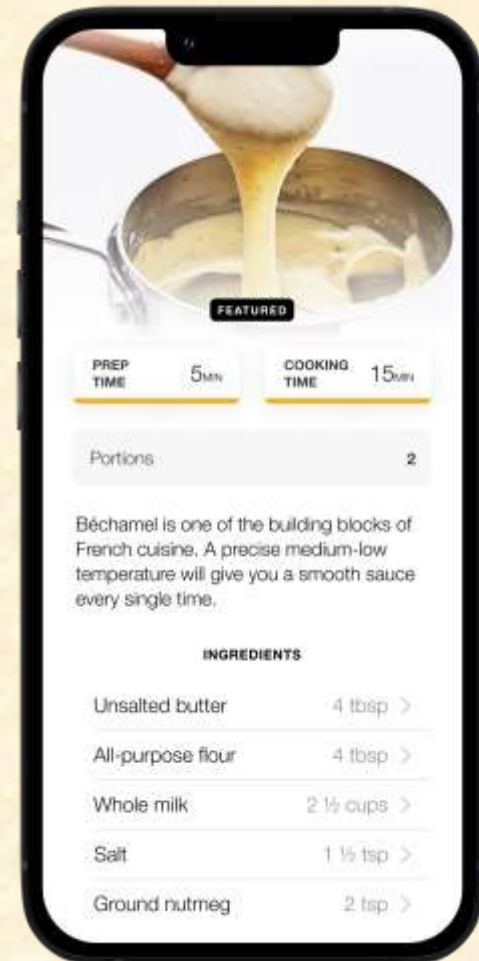 FEATURED
PREP TIME 5MIN
COOKING TIME 15MIN
Portions 2
Béchamel is one of the building blocks of
French cuisine. A precise medium-low
temperature will give you a smooth sauce
every single time.
INGREDIENTS
Unsalted butter 4 tbsp >
All-purpose flour 4 tbsp >
Whole milk 2 ½ cups >
Salt 1 ½ tsp >
Ground nutmeg 2 tsp >